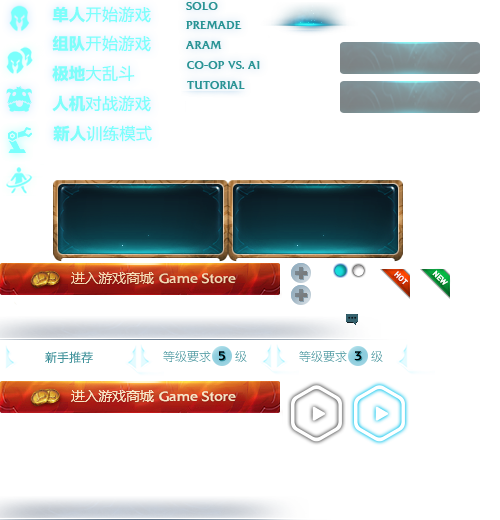 单人开始游戏
SOLO
组队开始游戏
PREMADE
极地大乱斗
ARAM
人机对战游戏
CO-OP VS. AI
新人训练模式
TUTORIAL
进入游戏商城 Game Store
HOT
NEW
新手推荐
等级要求 5 级
等级要求 3 级
进入游戏商城 Game Store